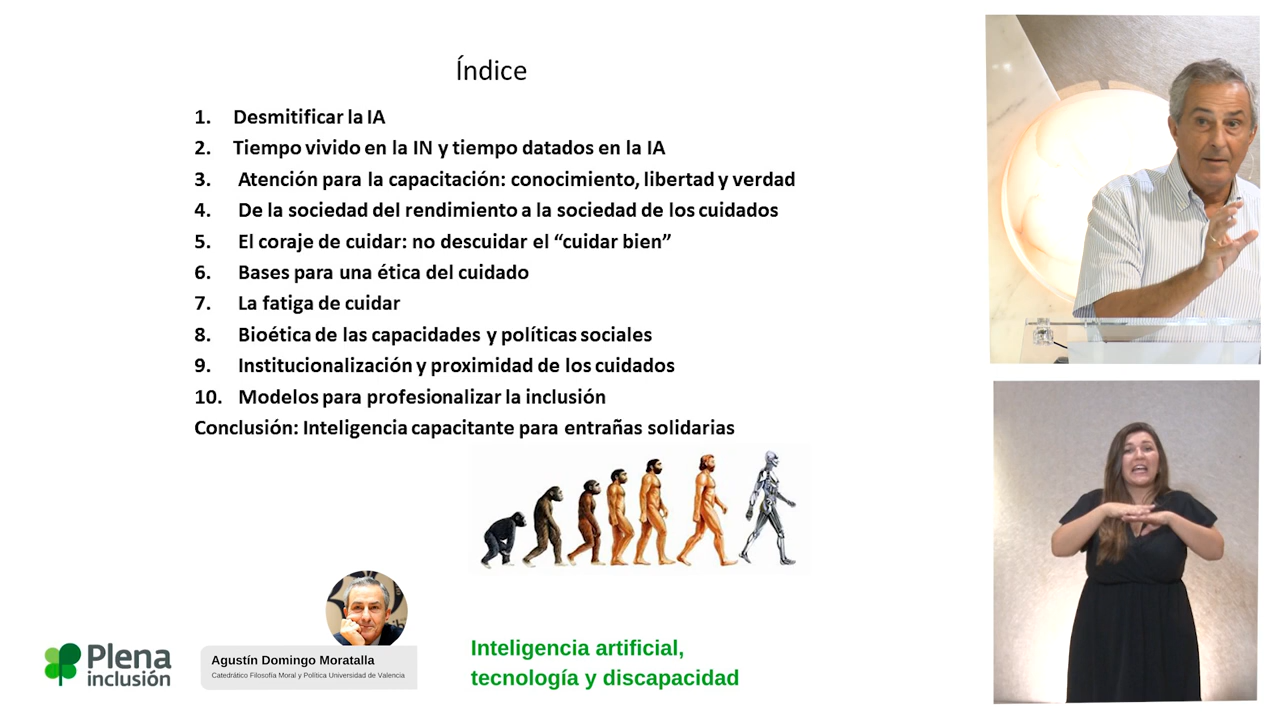 Índice
1. Desmitificar la IA
2. Tiempo vivido en la IN y tiempo datados en la IA
3. Atención para la capacitación: conocimiento, libertad y verdad
4. De la sociedad del rendimiento a la sociedad de los cuidados
5. El coraje de cuidar: no descuidar el “cuidar bien”
6. Bases para una ética del cuidado
7. La fatiga de cuidar
8. Bioética de las capacidades y políticas sociales
9. Institucionalización y proximidad de los cuidados
10. Modelos para profesionalizar la inclusión
Conclusión: Inteligencia capacitante para entrañas solidarias
Plena
inclusión
Agustín Domingo Moratalla
Catedrático Filosofía Moral y Política Universidad de Valencia
Inteligencia artificial,
tecnología y discapacidad